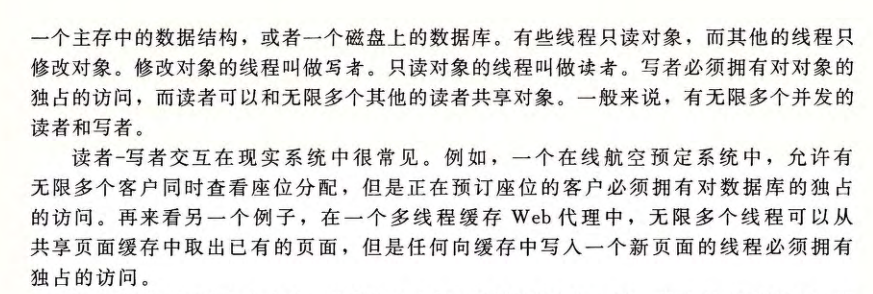 一个主存中的数据结构，或者一个磁盘上的数据库。有些线程只读对象，而其他的线程只
修改对象。修改对象的线程叫做写者。只读对象的线程叫做读者。写者必须拥有对对象的
独占的访问，而读者可以和无限多个其他的读者共享对象。一般来说，有无限多个并发的
读者和写者。
读者-写者交互在现实系统中很常见。例如，一个在线航空预定系统中，允许有
无限多个客户同时查看座位分配，但是正在预订座位的客户必须拥有对数据库的独占
的访问。再来看另一个例子，在一个多线程缓存 Web 代理中，无限多个线程可以从
共享页面缓存中取出已有的页面，但是任何向缓存中写入一个新页面的线程必须拥有
独占的访问。